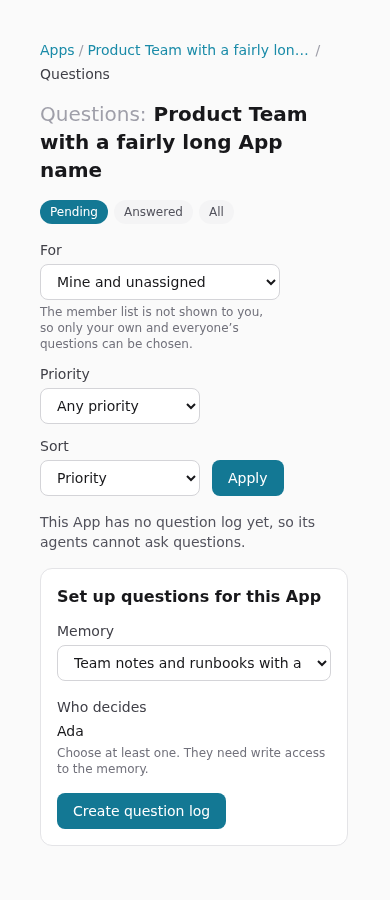 Apps / Product Team with a fairly lon… /
Questions
Questions: Product Team
with a fairly long App
name
Pending Answered All
For
Mine and unassigned
The member list is not shown to you,
so only your own and everyone’s
questions can be chosen.
Priority
Any priority
Sort
Priority Apply
This App has no question log yet, so its
agents cannot ask questions.
Set up questions for this App
Memory
Team notes and runbooks with a
Who decides
Ada
Choose at least one. They need write access
to the memory.
Create question log